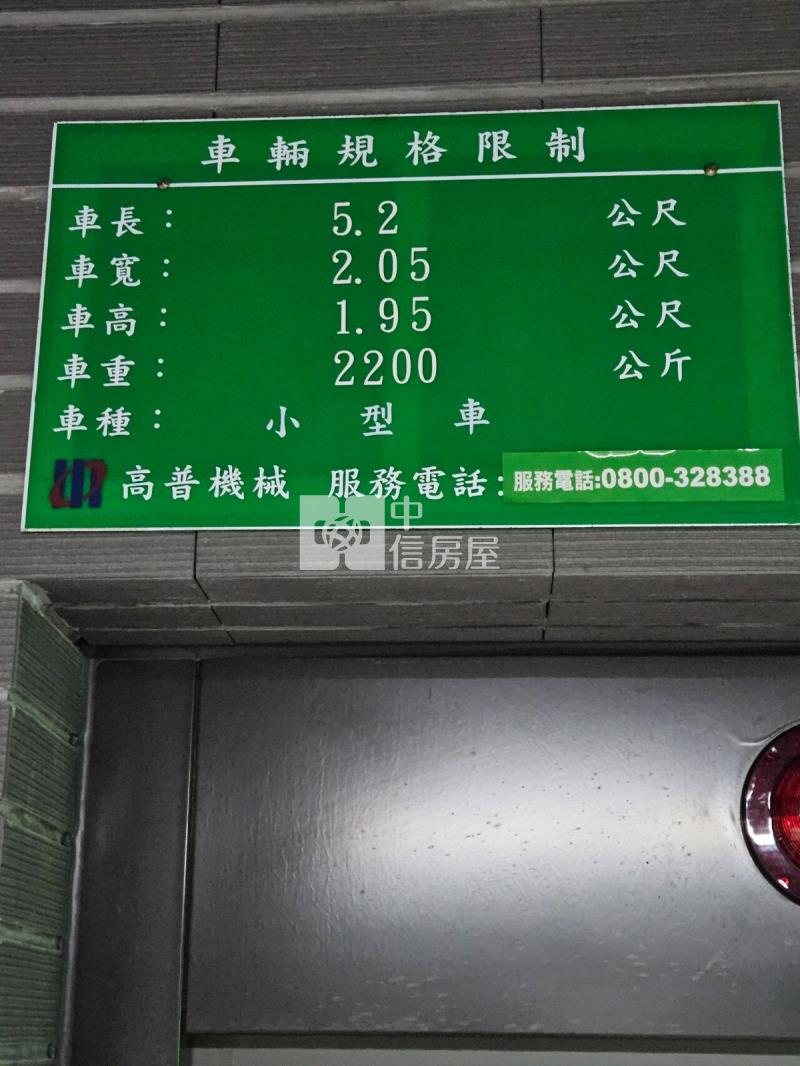 車輛規格限制
車長： 5.2 公尺
車寬： 2.05 公尺
車高： 1.95 公尺
車重： 2200 公斤
車種： 小型車
高普機械 服務電話: 服務電話:0800-328388
中信房屋